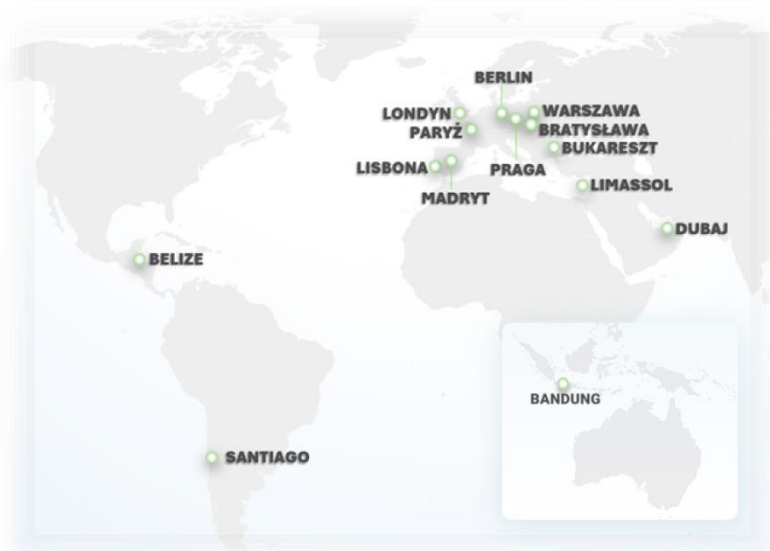 BERLIN
LONDYN
WARSZAWA
PARYŻ
BRATYSŁAWA
BUKARESZT
LISBONA
PRAGA
LIMASSOL
MADRYT
DUBAJ
BELIZE
BANDUNG
SANTIAGO